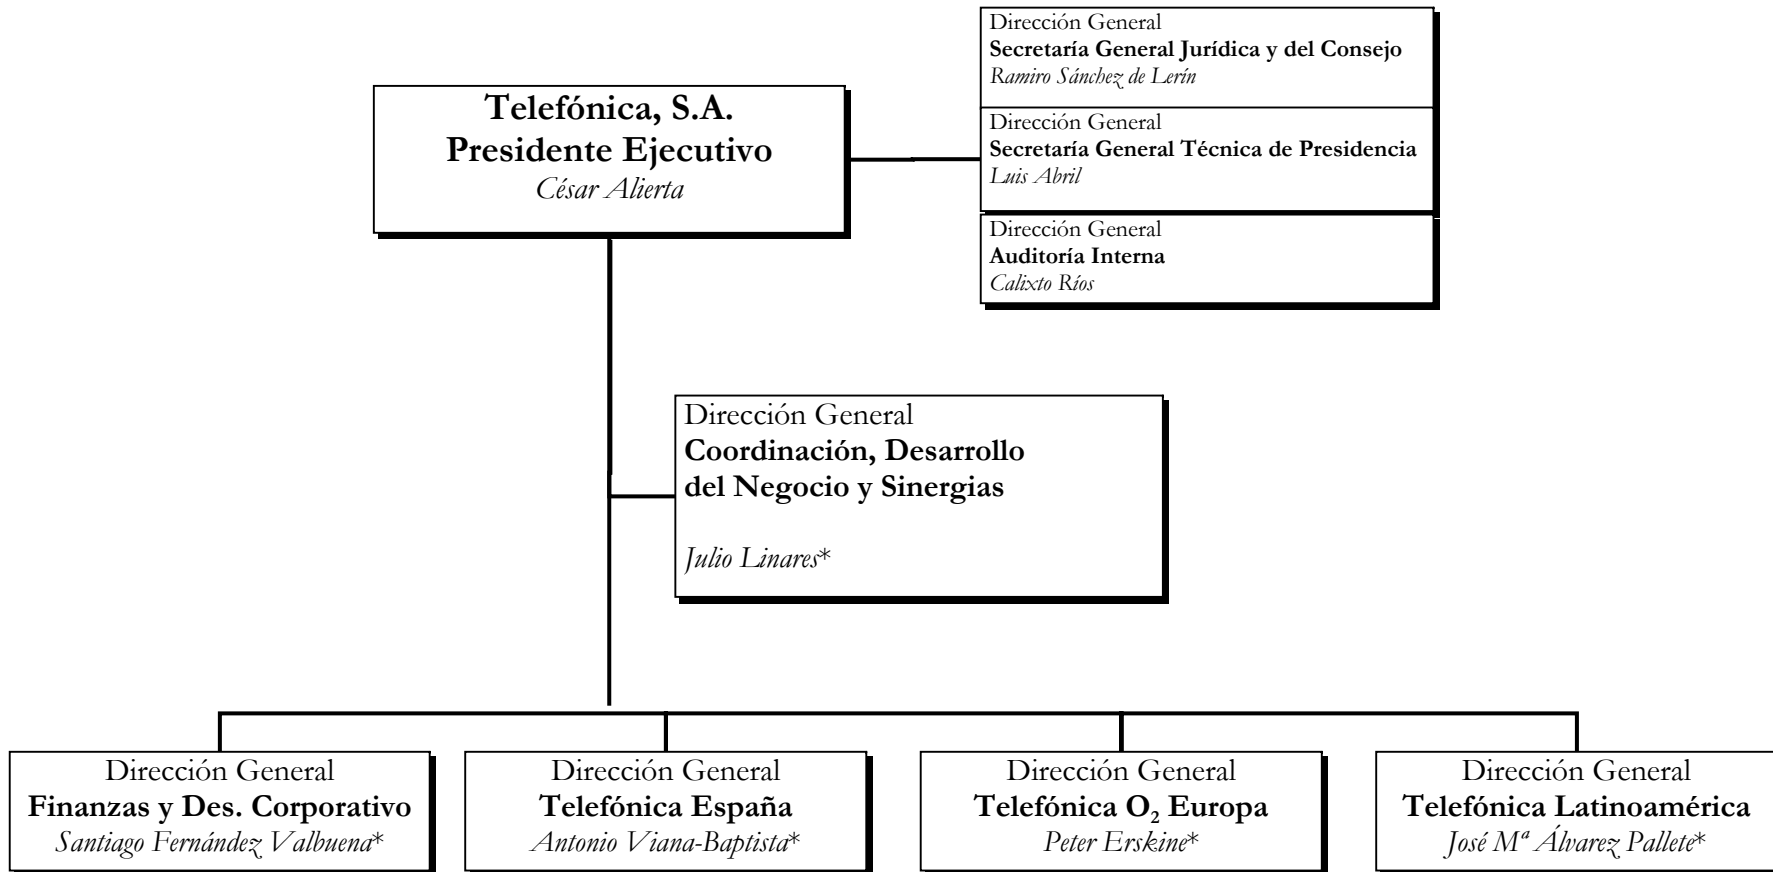 Telefónica, S.A.
Presidente Ejecutivo
César Alierta
Dirección General
Secretaría General Jurídica y del Consejo
Ramiro Sánchez de Lerín
Dirección General
Secretaría General Técnica de Presidencia
Luis Abril
Dirección General
Auditoría Interna
Calixto Ríos
Dirección General
Coordinación, Desarrollo
del Negocio y Sinergias
Julio Linares*
Dirección General
Finanzas y Des. Corporativo
Santiago Fernández Valbuena*
Dirección General
Telefónica España
Antonio Viana-Baptista*
Dirección General
Telefónica O₂ Europa
Peter Erskine*
Dirección General
Telefónica Latinoamérica
José Mª Álvarez Pallete*